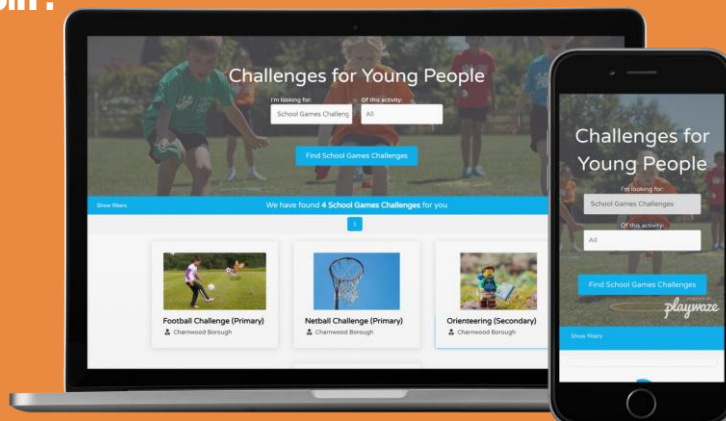 Challenges for Young People
I'm looking for: Of this activity:
School Games Challeng All
Find School Games Challenges
Show filters We have found 4 School Games Challenges for you
1
Football Challenge (Primary)
Charnwood Borough
Netball Challenge (Primary)
Charnwood Borough
Orienteering (Secondary)
Charnwood Borough
Challenges for
Young People
I'm looking for:
School Games Challenges
Of this activity:
All
Find School Games Challenges
playwaze
Show filters